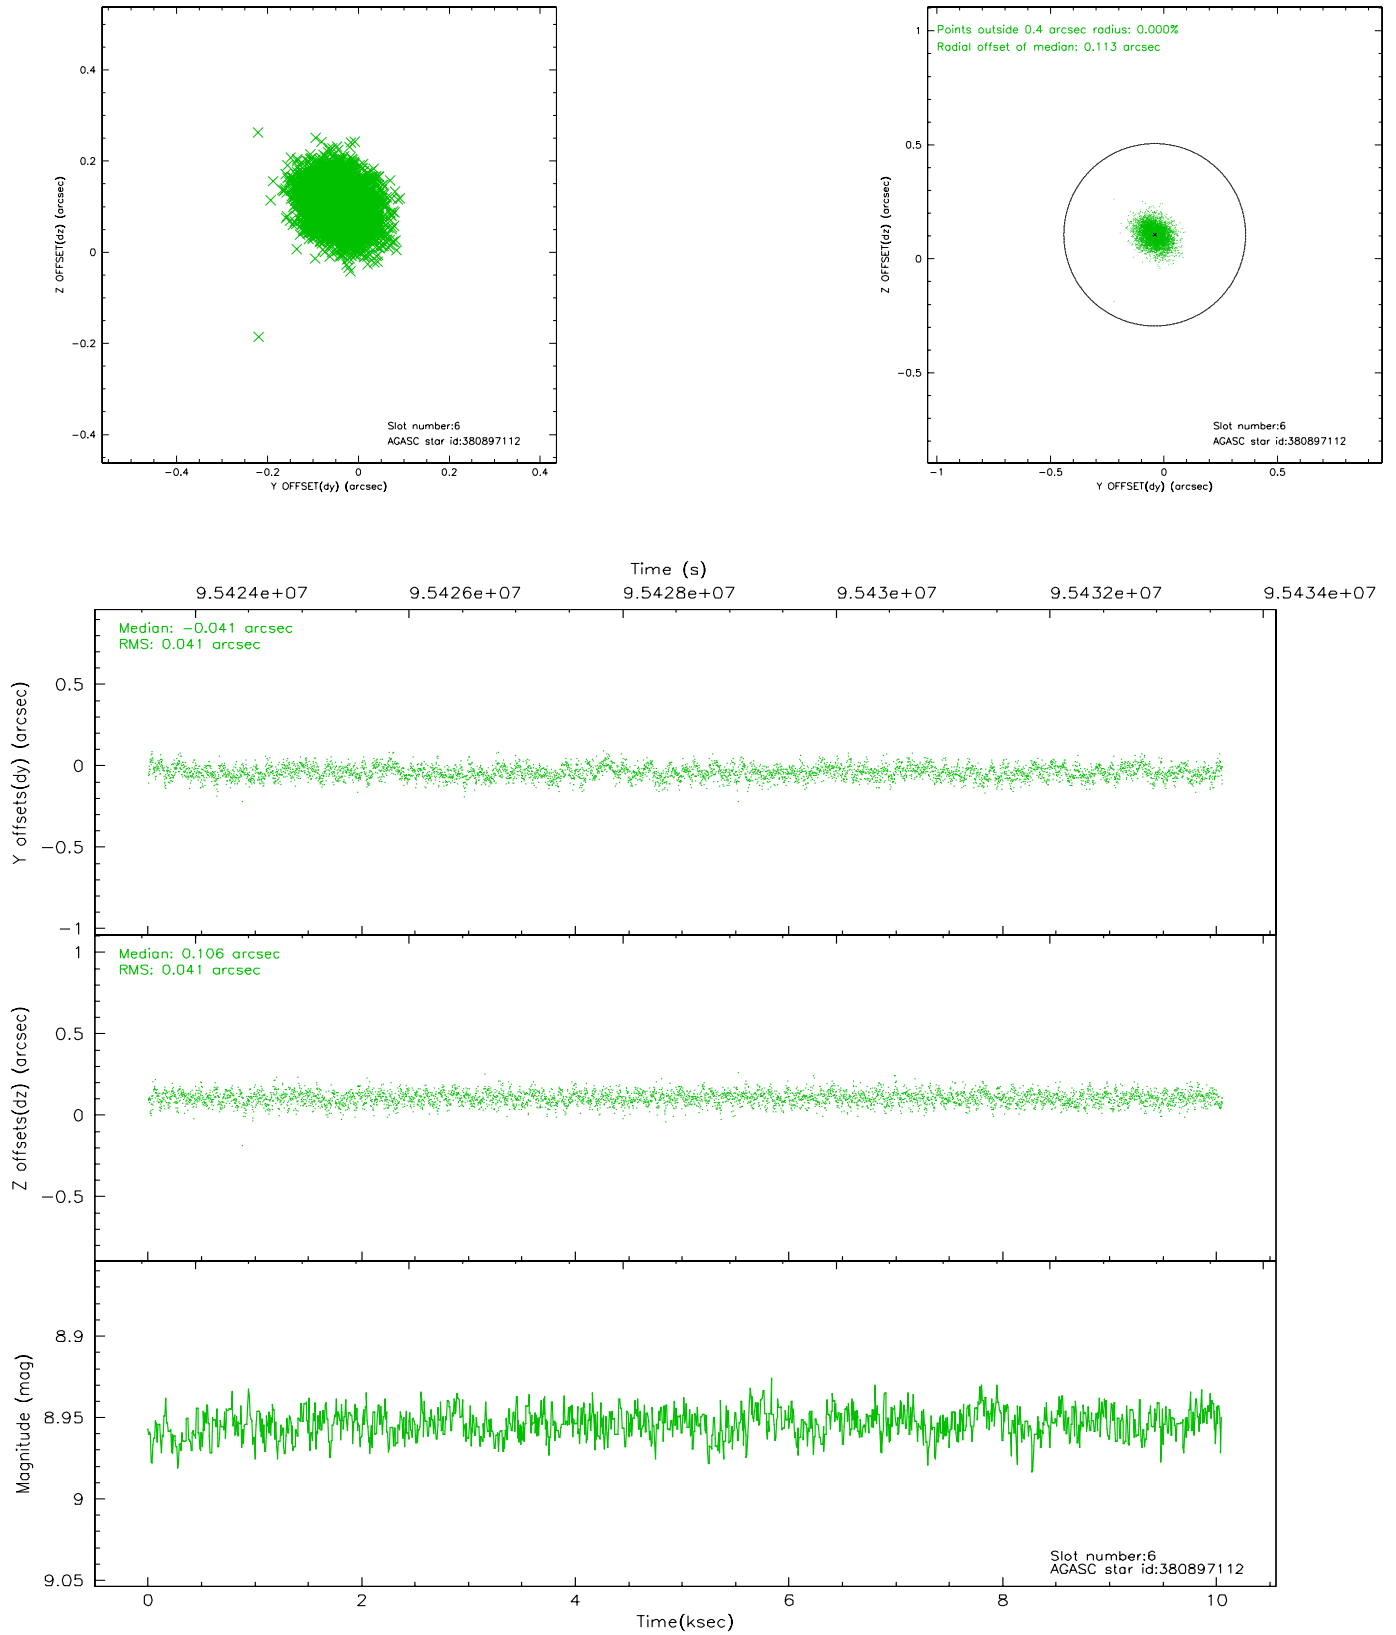 0.4
0.2
0
−0.2
−0.4
Z OFFSET(dz) (arcsec)
Slot number:6
AGASC star id:380897112
−0.4 −0.2 0 0.2 0.4
Y OFFSET(dy) (arcsec)
Points outside 0.4 arcsec radius: 0.000%
Radial offset of median: 0.113 arcsec
1
0.5
0
−0.5
Z OFFSET(dz) (arcsec)
Slot number:6
AGASC star id:380897112
−1 −0.5 0 0.5
Y OFFSET(dy) (arcsec)
Time (s)
9.5424e+07 9.5426e+07 9.5428e+07 9.543e+07 9.5432e+07 9.5434e+07
Median: −0.041 arcsec
RMS: 0.041 arcsec
0.5
0
−0.5
−1
Y offsets(dy) (arcsec)
Median: 0.106 arcsec
RMS: 0.041 arcsec
1
0.5
0
−0.5
Z offsets(dz) (arcsec)
8.9
8.95
9
9.05
Magnitude (mag)
Slot number:6
AGASC star id:380897112
0 2 4 6 8 10
Time(ksec)